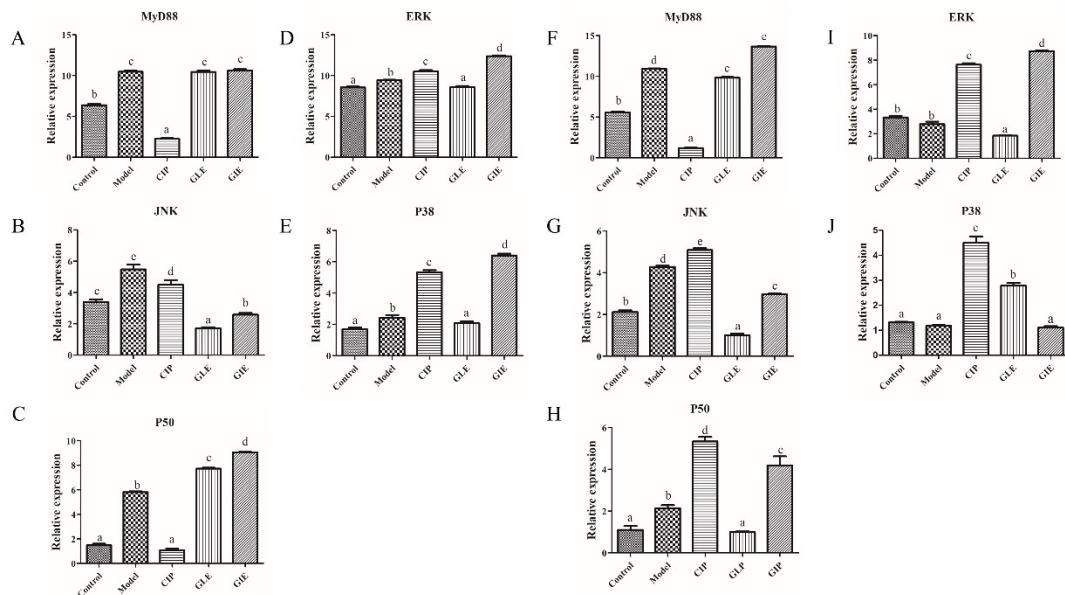 A
MyD88
Relative expression
15
10
5
0
b
c
a
c
c
Control
Model
CIP
GLE
GIE
D
ERK
Relative expression
15
10
5
0
a
b
c
a
d
Control
Model
CIP
GLE
GIE
F
MyD88
Relative expression
15
10
5
0
b
d
a
c
c
Control
Model
CIP
GLE
GIE
I
ERK
Relative expression
10
8
6
4
2
0
b
b
c
a
d
Control
Model
CIP
GLE
GIE
B
JNK
Relative expression
8
6
4
2
0
c
e
d
a
b
Control
Model
CIP
GLE
GIE
E
P38
Relative expression
8
6
4
2
0
a
b
c
a
d
Control
Model
CIP
GLE
GIE
G
JNK
Relative expression
6
4
2
0
b
d
e
a
c
Control
Model
CIP
GLE
GIE
J
P38
Relative expression
5
4
3
2
1
0
a
a
c
b
a
Control
Model
CIP
GLE
GIE
C
P50
Relative expression
10
8
6
4
2
0
a
b
a
c
d
Control
Model
CIP
GLE
GIE
H
P50
Relative expression
6
4
2
0
a
b
d
a
c
Control
Model
CIP
GLP
GIP